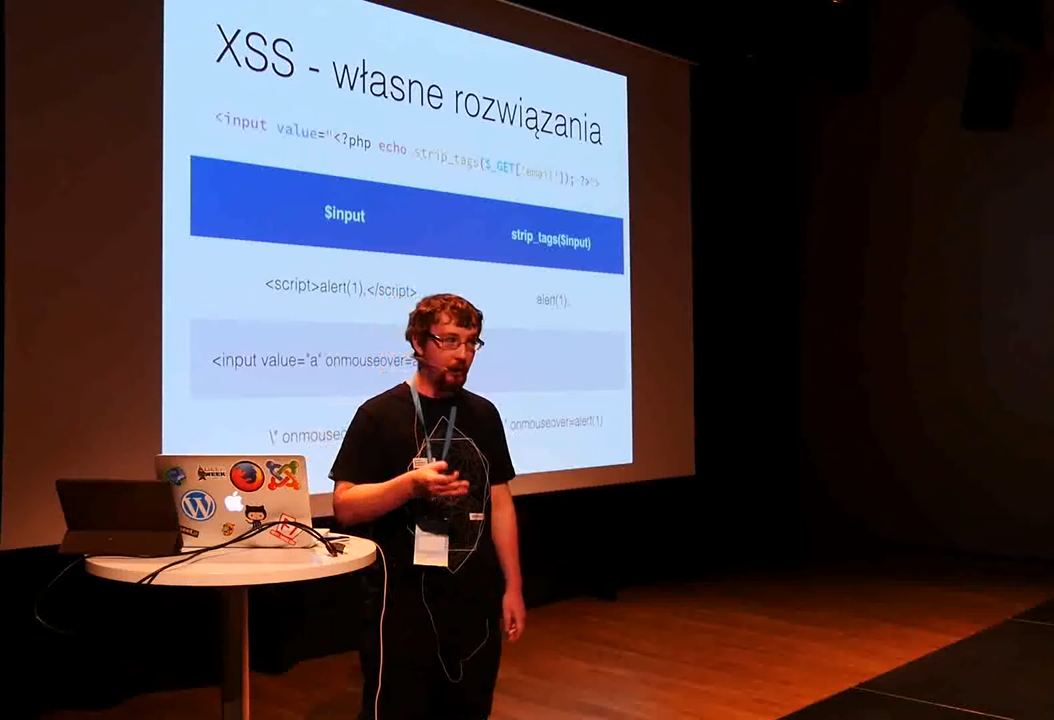 XSS - własne rozwiązania
<input value="<?php echo strip_tags($_GET['email']); ?>">
$input
strip_tags($input)
<script>alert(1),</script>
alert(1),
<input value="a" onmouseover=
\" onmouseo
" onmouseover=alert(1)
W